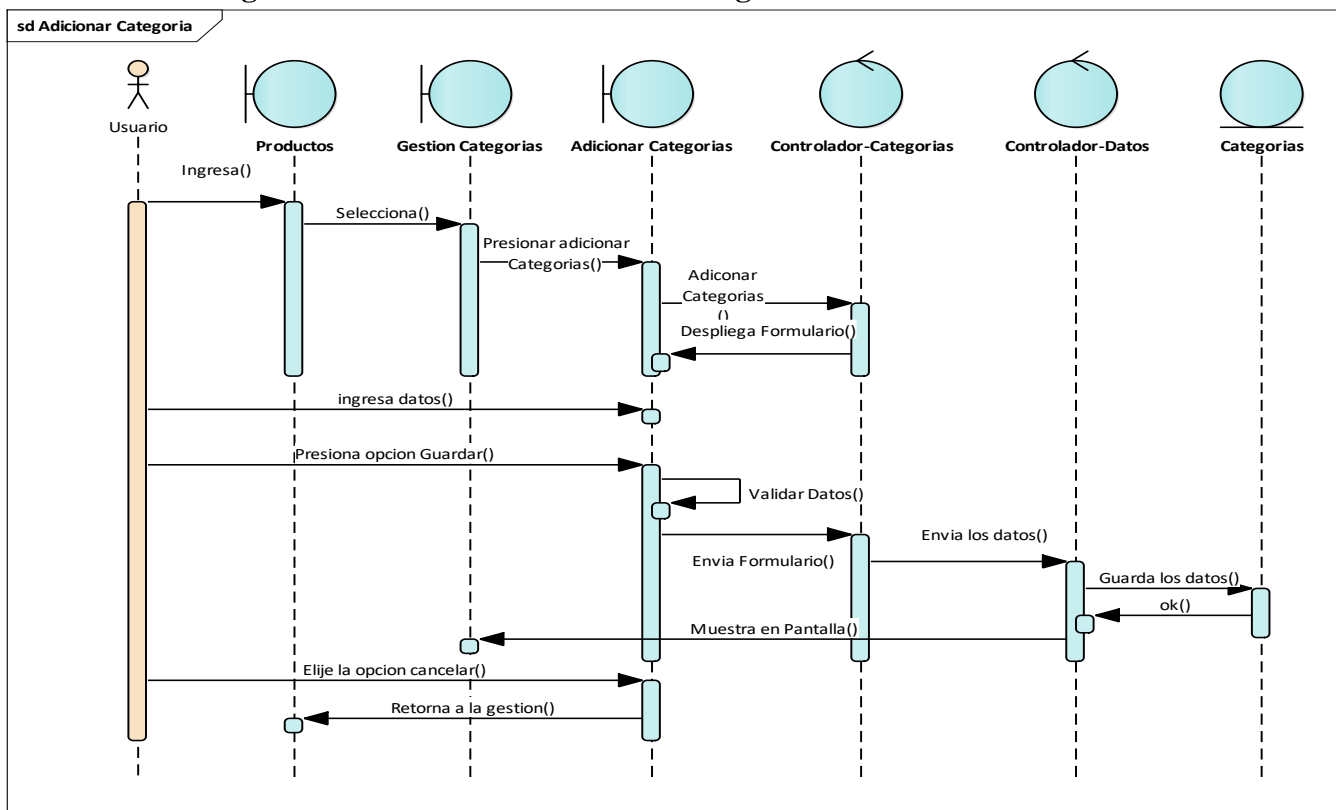 sd Adicionar Categoria
Usuario
Productos
Gestion Categorias
Adicionar Categorias
Controlador-Categorias
Controlador-Datos
Categorias
Ingresa()
Selecciona()
Presionar adicionar
Categorias()
Adiconar
Categorias
()
Despliega Formulario()
ingresa datos()
Presiona opcion Guardar()
Validar Datos()
Envia Formulario()
Envia los datos()
Guarda los datos()
ok()
Muestra en Pantalla()
Elije la opcion cancelar()
Retorna a la gestion()